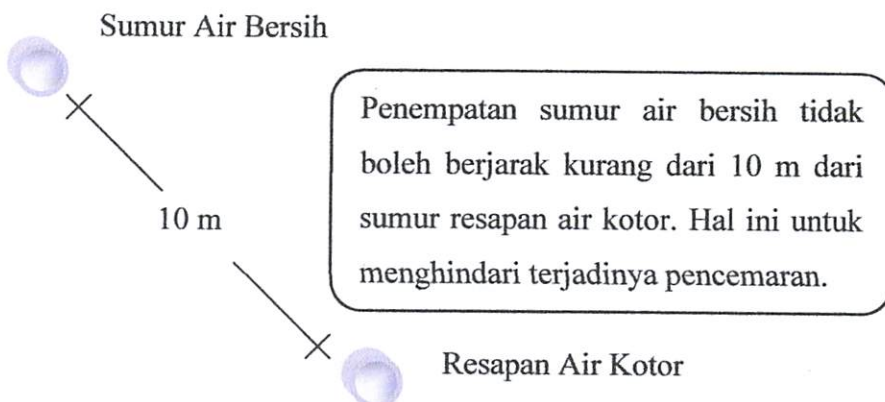 Sumur Air Bersih
Penempatan sumur air bersih tidak
boleh berjarak kurang dari 10 m dari
sumur resapan air kotor. Hal ini untuk
menghindari terjadinya pencemaran.
10 m
Resapan Air Kotor